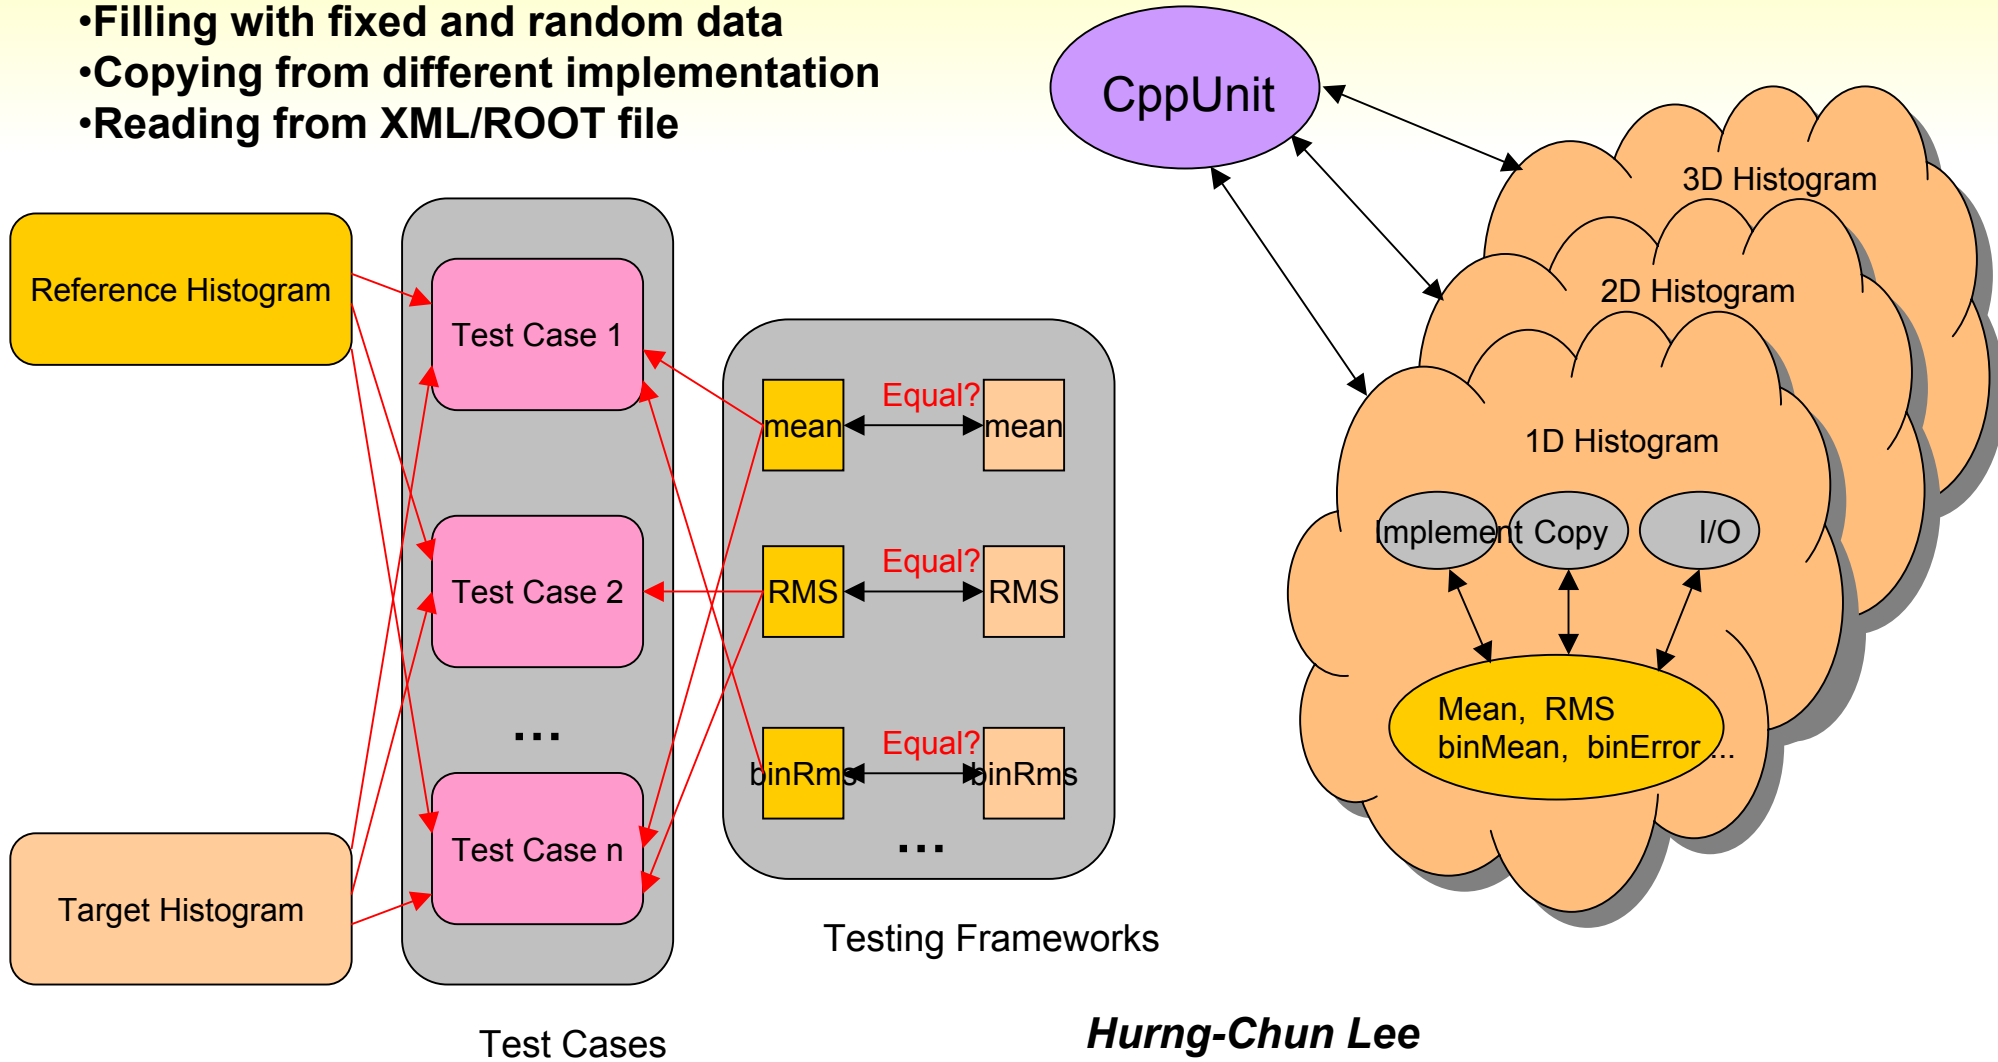 •Filling with fixed and random data
•Copying from different implementation
•Reading from XML/ROOT file
CppUnit
3D Histogram
2D Histogram
1D Histogram
Implement
Copy
I/O
Mean, RMS
binMean, binError ...
Reference Histogram
Target Histogram
Test Case 1
Test Case 2
...
Test Case n
Test Cases
mean
Equal?
mean
RMS
Equal?
RMS
binRms
Equal?
binRms
...
Testing Frameworks
Hurng-Chun Lee